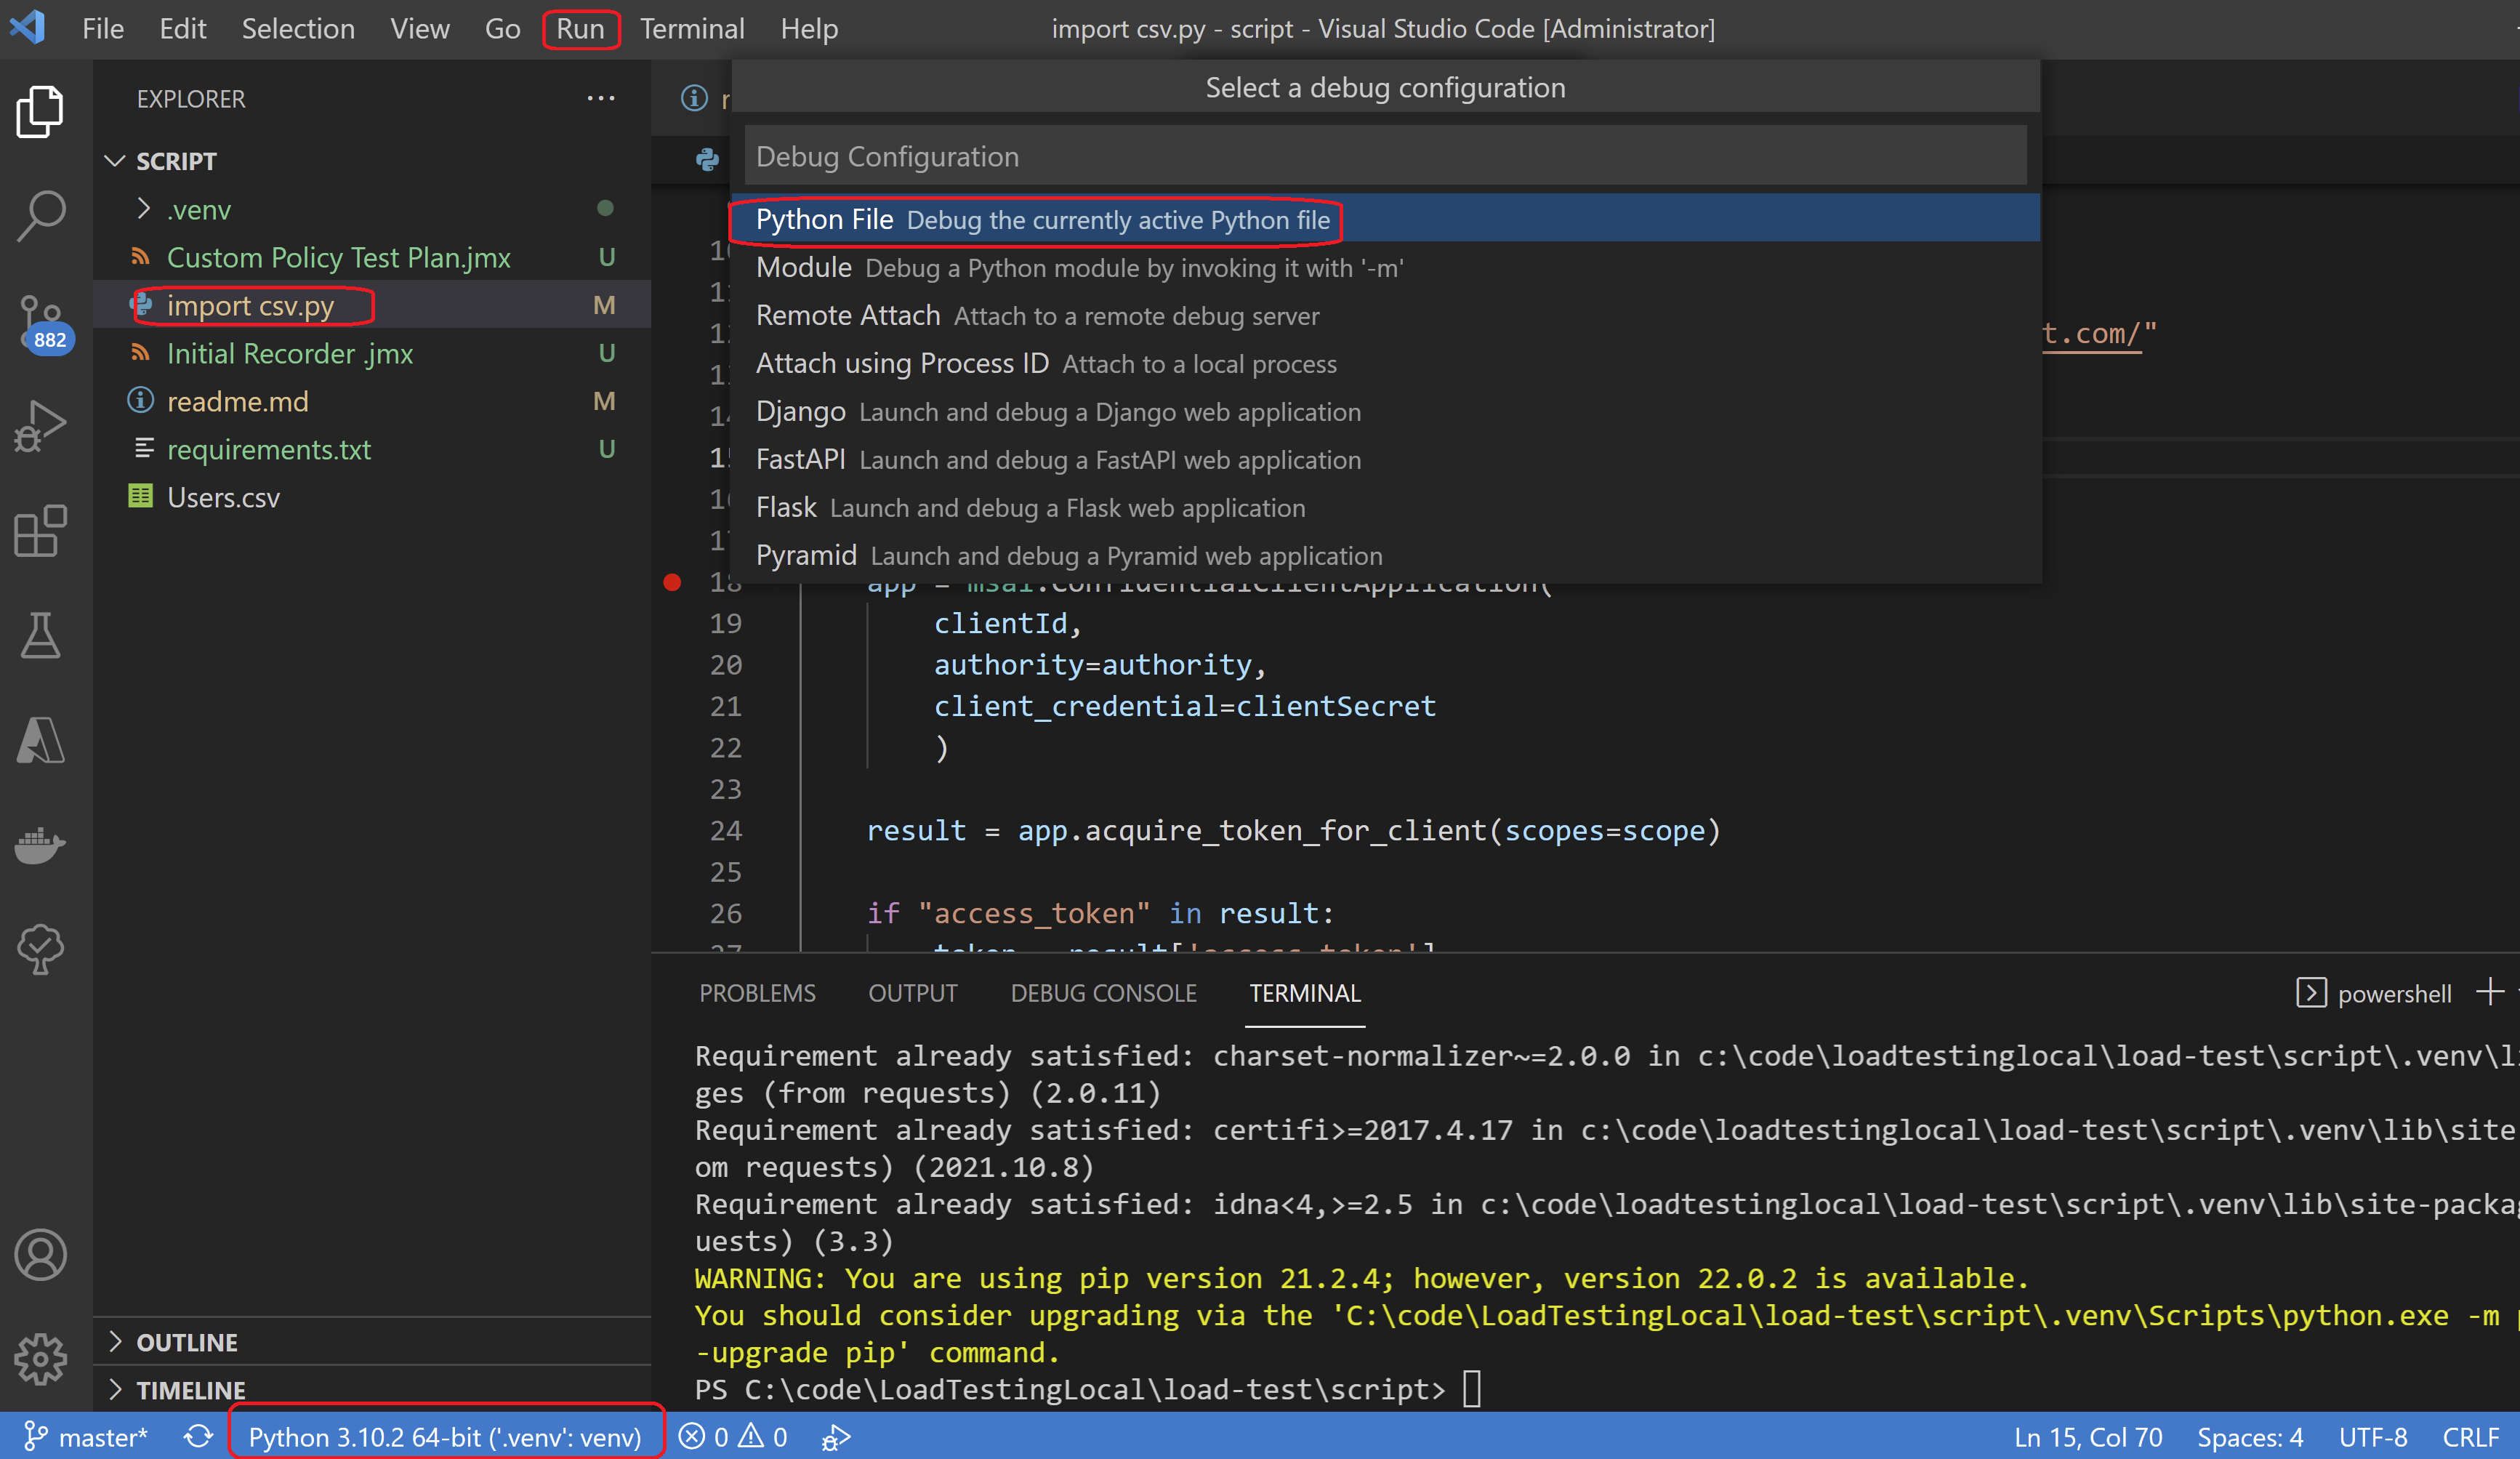 File Edit Selection View Go Run Terminal Help
import csv.py - script - Visual Studio Code [Administrator]
EXPLORER
SCRIPT
.venv
Custom Policy Test Plan.jmx U
import csv.py M
Initial Recorder .jmx U
readme.md M
requirements.txt U
Users.csv
882
OUTLINE
TIMELINE
Select a debug configuration
Debug Configuration
Python File Debug the currently active Python file
Module Debug a Python module by invoking it with '-m'
Remote Attach Attach to a remote debug server
Attach using Process ID Attach to a local process
Django Launch and debug a Django web application
FastAPI Launch and debug a FastAPI web application
Flask Launch and debug a Flask web application
Pyramid Launch and debug a Pyramid web application
t.com/"
18 app = msal.ConfidentialClientApplication(
19 clientId,
20 authority=authority,
21 client_credential=clientSecret
22 )
23
24 result = app.acquire_token_for_client(scopes=scope)
25
26 if "access_token" in result:
27 token = result['access_token']
PROBLEMS OUTPUT DEBUG CONSOLE TERMINAL
powershell
Requirement already satisfied: charset-normalizer~=2.0.0 in c:\code\loadtestinglocal\load-test\script\.venv\li
ges (from requests) (2.0.11)
Requirement already satisfied: certifi>=2017.4.17 in c:\code\loadtestinglocal\load-test\script\.venv\lib\site
om requests) (2021.10.8)
Requirement already satisfied: idna<4,>=2.5 in c:\code\loadtestinglocal\load-test\script\.venv\lib\site-packa
uests) (3.3)
WARNING: You are using pip version 21.2.4; however, version 22.0.2 is available.
You should consider upgrading via the 'C:\code\LoadTestingLocal\load-test\script\.venv\Scripts\python.exe -m
-upgrade pip' command.
PS C:\code\LoadTestingLocal\load-test\script>
master* Python 3.10.2 64-bit ('.venv': venv) 0 0
Ln 15, Col 70 Spaces: 4 UTF-8 CRLF